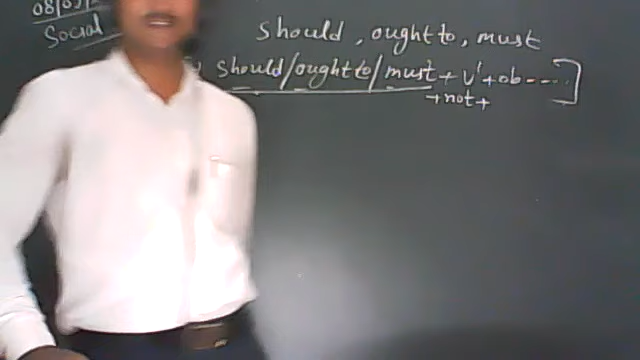 08/05/
Social
should, ought to, must
should/ought to/must + V¹ + ob ----- ]
+ not +